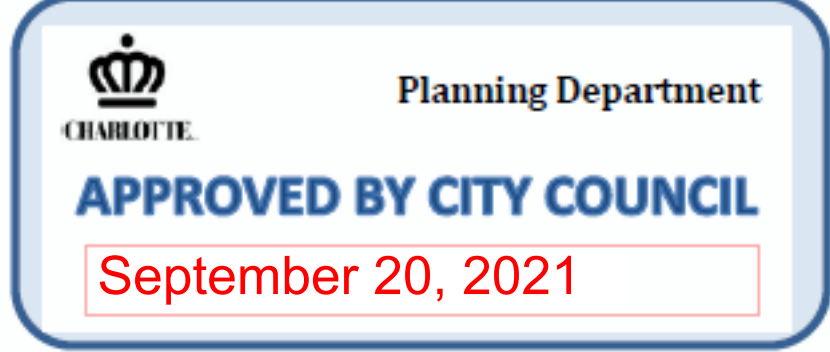 Planning Department
CHARLOTTE.
APPROVED BY CITY COUNCIL
September 20, 2021